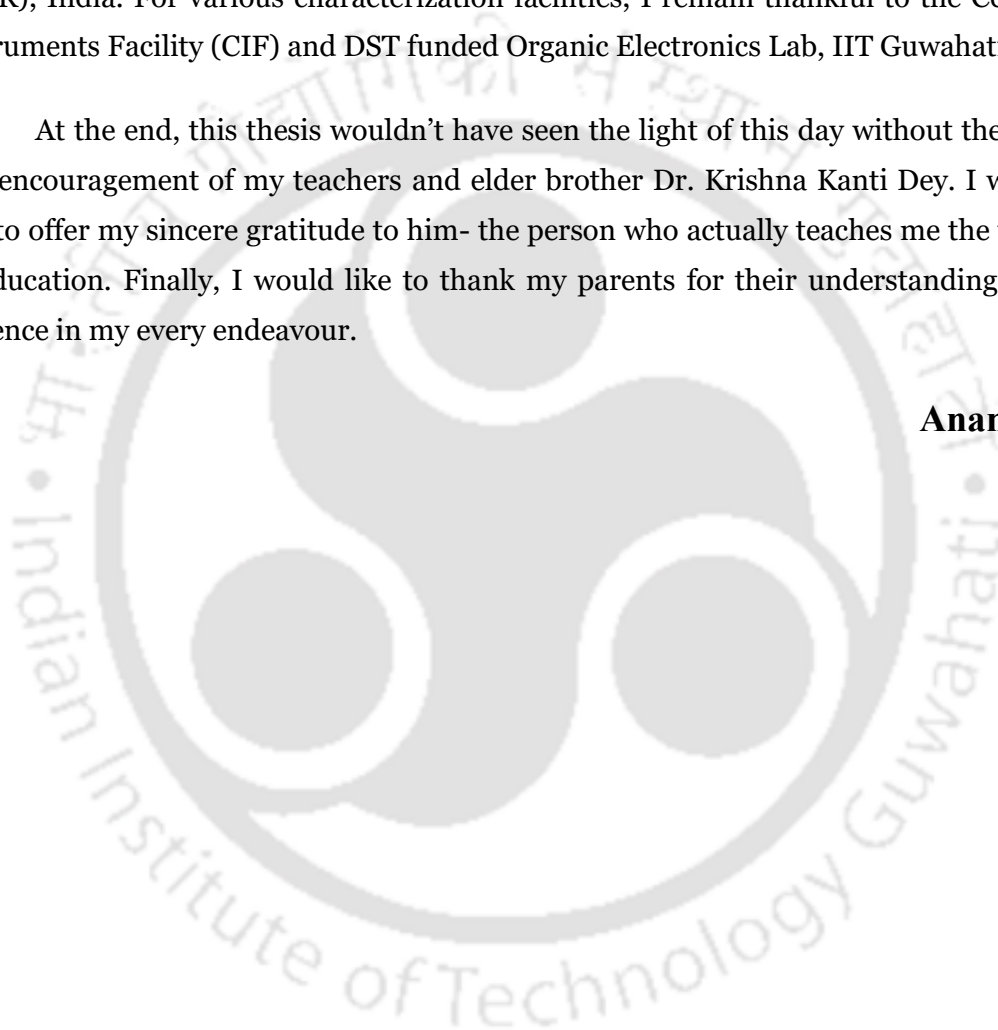 R), India. For various characterization facilities, I remain thankful to the Ce
ruments Facility (CIF) and DST funded Organic Electronics Lab, IIT Guwahati
At the end, this thesis wouldn’t have seen the light of this day without the
encouragement of my teachers and elder brother Dr. Krishna Kanti Dey. I w
to offer my sincere gratitude to him- the person who actually teaches me the
ducation. Finally, I would like to thank my parents for their understanding
ence in my every endeavour.
Anan
Indian Institute of Technology Guwahati